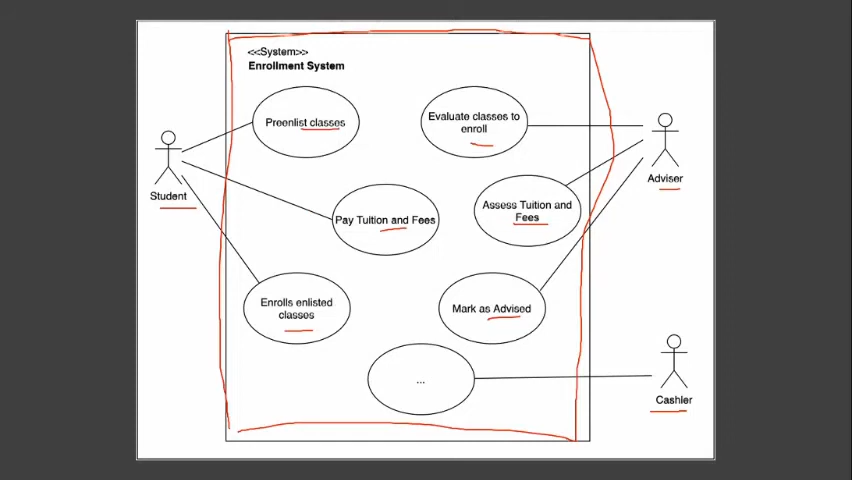 <<System>>
Enrollment System
Preenlist classes
Evaluate classes to
enroll
Student
Adviser
Pay Tuition and Fees
Assess Tuition and
Fees
Enrolls enlisted
classes
Mark as Advised
...
Cashler